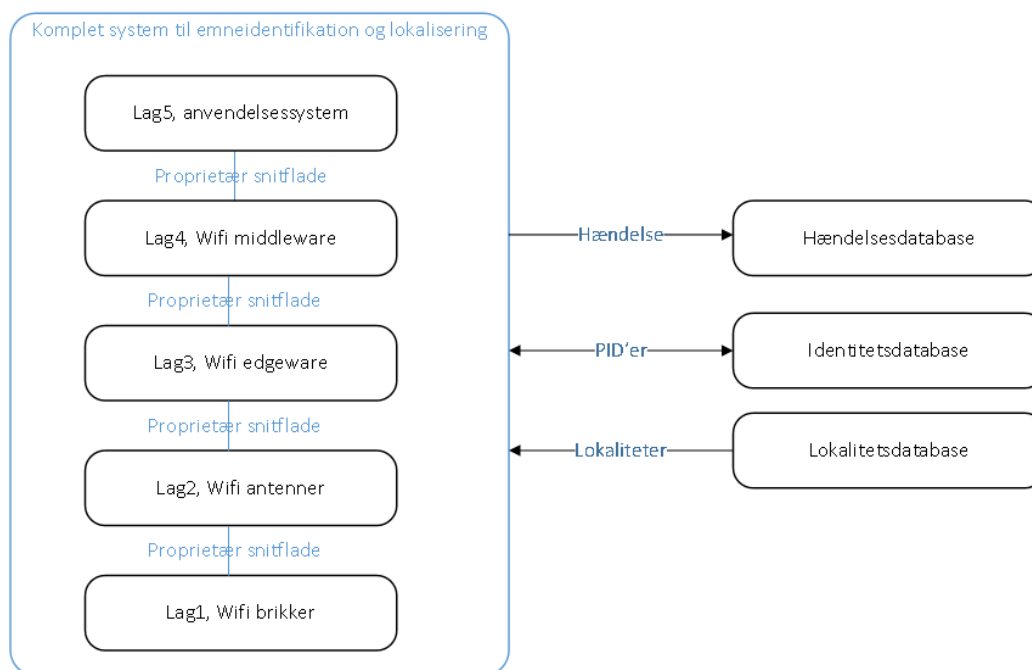 Komplet system til emneidentifikation og lokalisering
Lag5, anvendelsessystem
Proprietær snitflade
Lag4, Wifi middleware
Proprietær snitflade
Lag3, Wifi edgeware
Proprietær snitflade
Lag2, Wifi antenner
Proprietær snitflade
Lag1, Wifi brikker
Hændelse
Hændelsesdatabase
PID'er
Identitetsdatabase
Lokaliteter
Lokalitetsdatabase